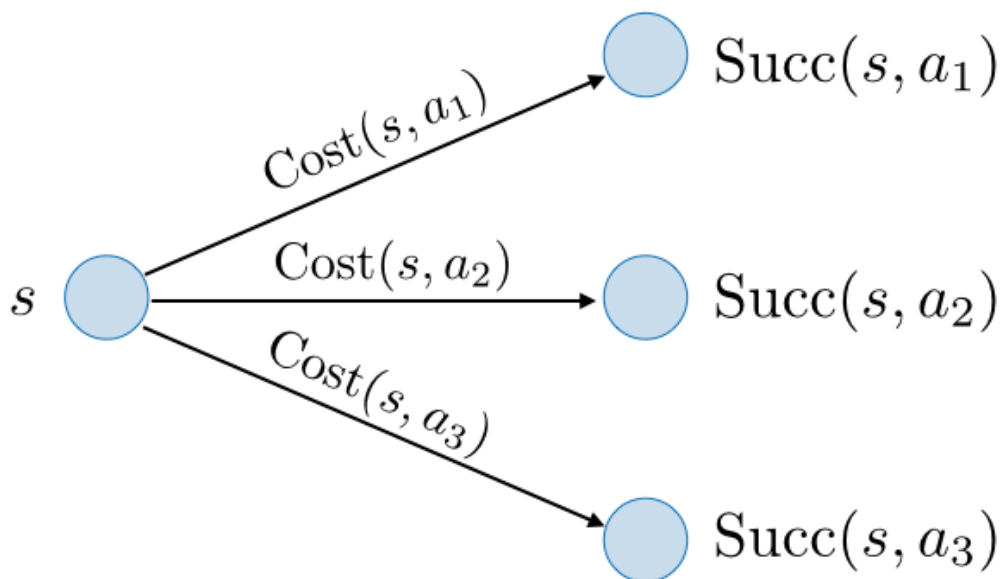 Succ(s, a₁)
Cost(s, a₁)
Cost(s, a₂)
s
Succ(s, a₂)
Cost(s, a₃)
Succ(s, a₃)